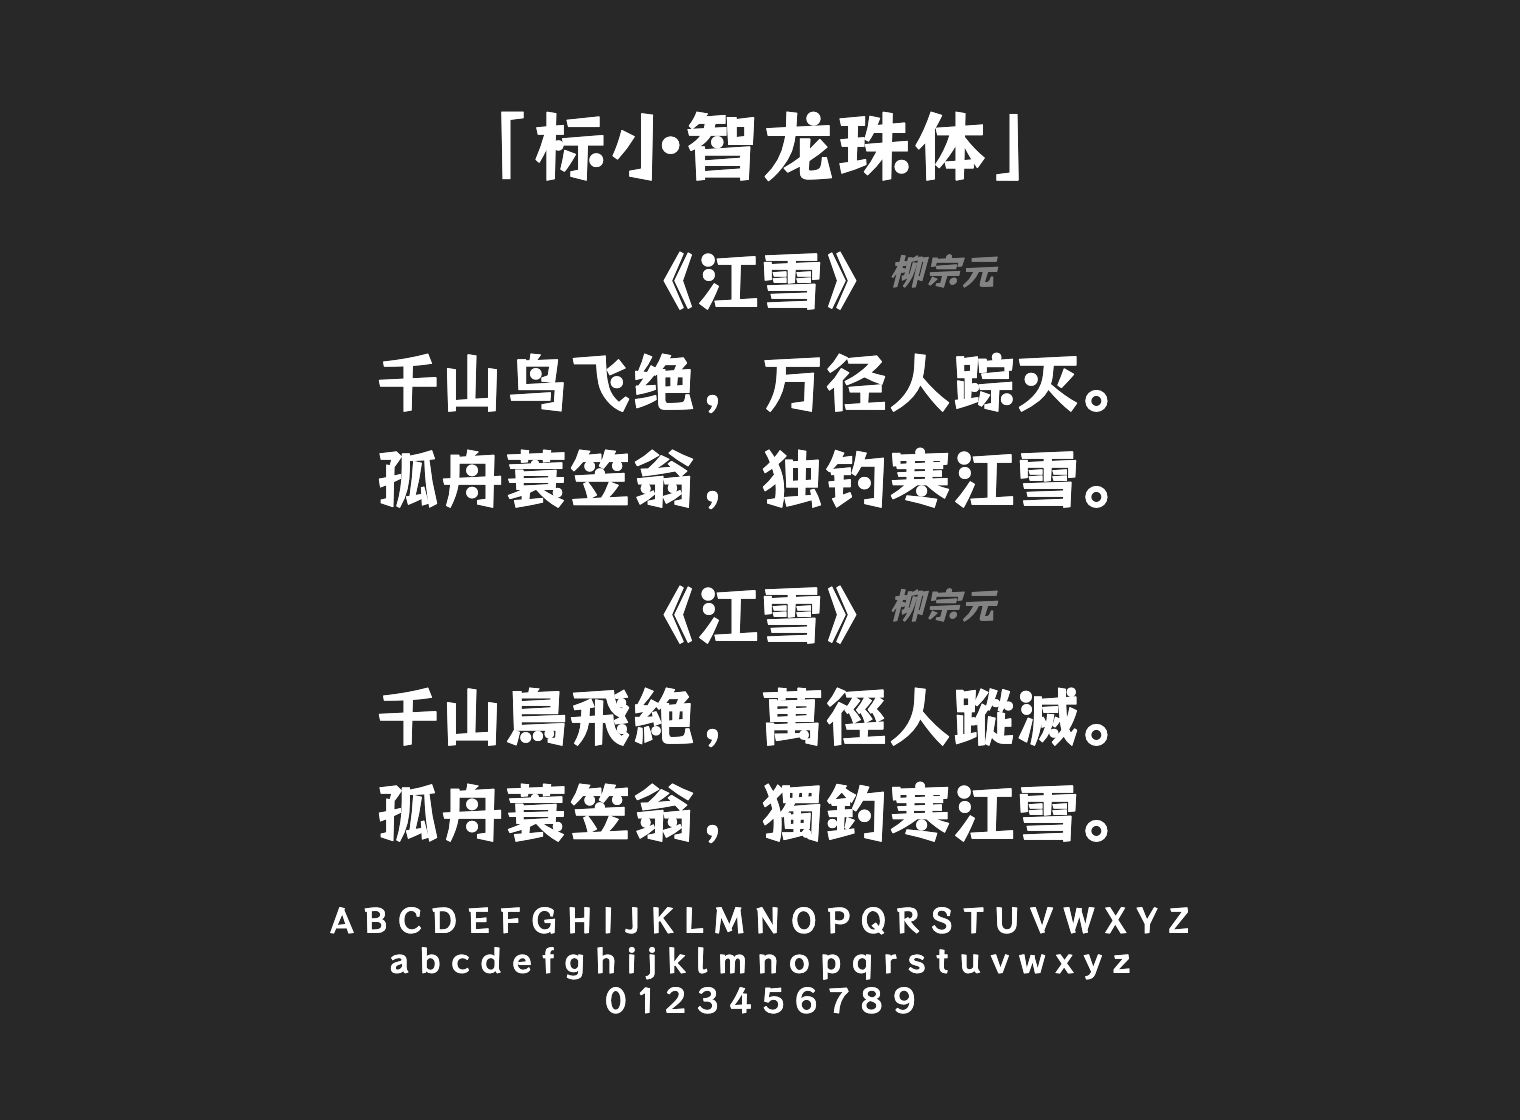 「标小智龙珠体」
《江雪》 柳宗元
千山鸟飞绝，万径人踪灭。
孤舟蓑笠翁，独钓寒江雪。
《江雪》 柳宗元
千山鳥飛絶，萬徑人蹤滅。
孤舟蓑笠翁，獨釣寒江雪。
A B C D E F G H I J K L M N O P Q R S T U V W X Y Z
a b c d e f g h i j k l m n o p q r s t u v w x y z
0 1 2 3 4 5 6 7 8 9